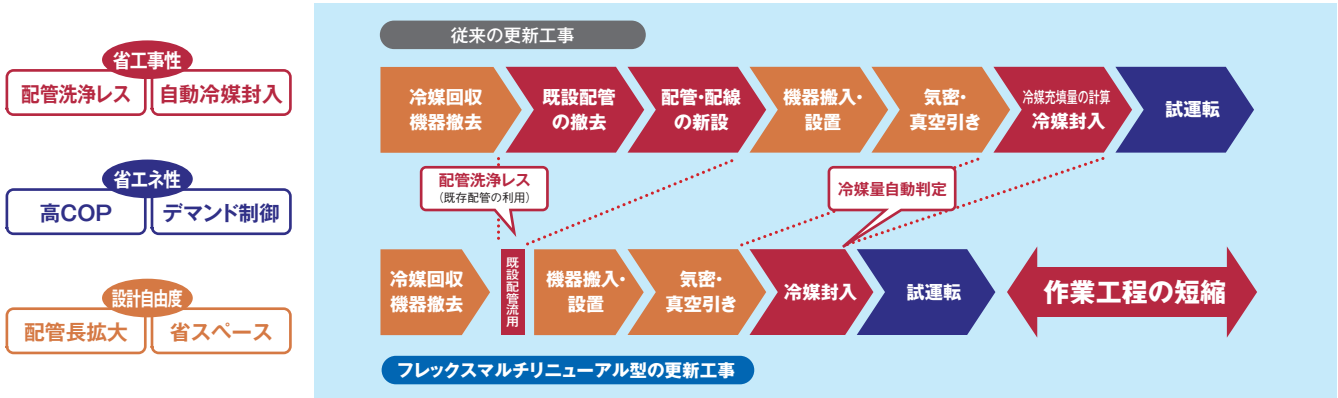 省工事性
配管洗浄レス
自動冷媒封入
省エネ性
高COP
デマンド制御
設計自由度
配管長拡大
省スペース
従来の更新工事
冷媒回収
機器撤去
既設配管
の撤去
配管・配線
の新設
機器搬入・
設置
気密・
真空引き
冷媒充填量の計算
冷媒封入
試運転
配管洗浄レス
（既存配管の利用）
冷媒量自動判定
冷媒回収
機器撤去
既設配管流用
機器搬入・
設置
気密・
真空引き
冷媒封入
試運転
作業工程の短縮
フレックスマルチリニューアル型の更新工事